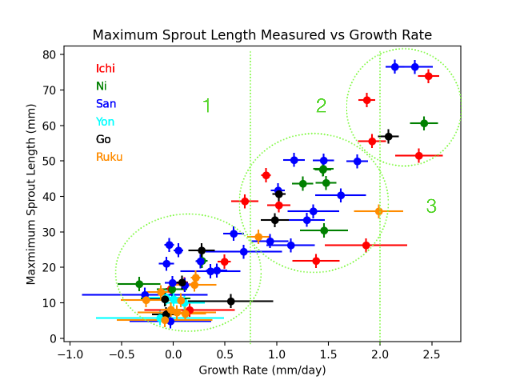 Maximum Sprout Length Measured vs Growth Rate
80
70
60
50
40
30
20
10
0
Maxmimum Sprout Length (mm)
Ichi
Ni
San
Yon
Go
Ruku
1
2
3
−1.0 −0.5 0.0 0.5 1.0 1.5 2.0 2.5
Growth Rate (mm/day)